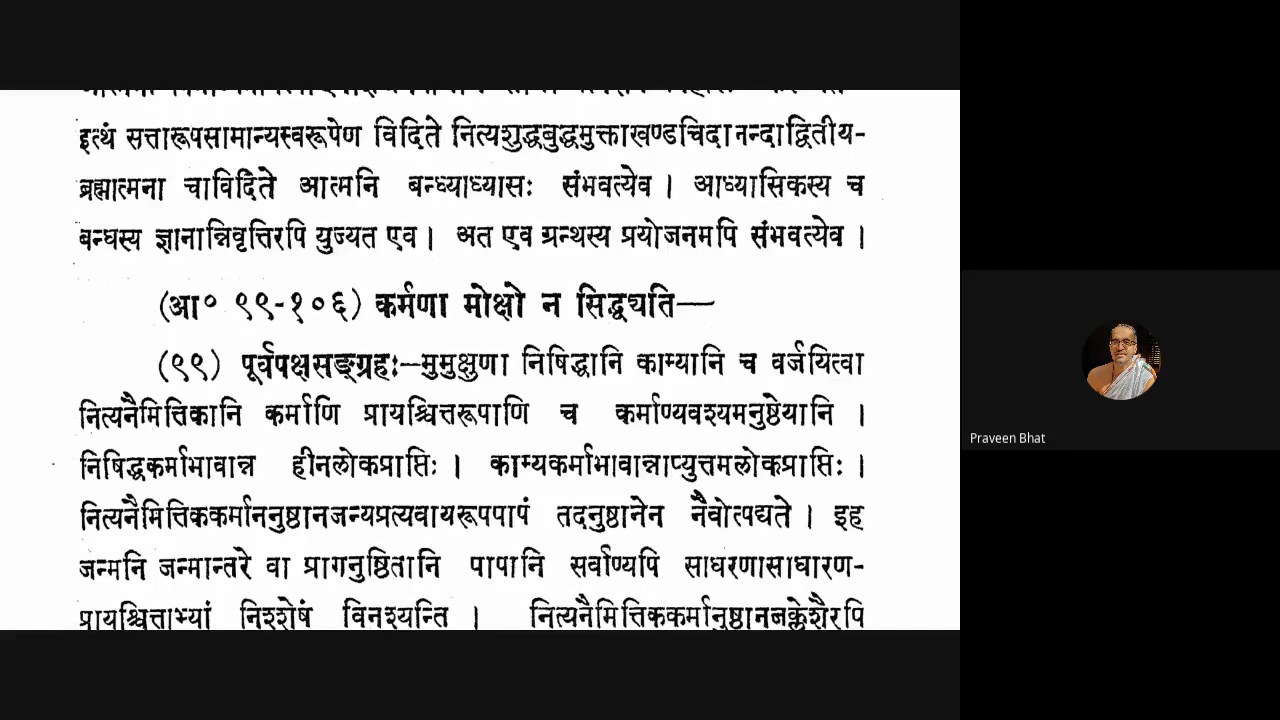 इत्थं सत्तारूपसामान्यस्वरूपेण विदिते नित्यशुद्धबुद्धमुक्ताखण्डचिदानन्दाद्वितीय-
ब्रह्मात्मना चाविदिते आत्मनि बन्ध्याध्यासः संभवत्येव । आध्यासिकस्य च
बन्धस्य ज्ञानान्निवृत्तिरपि युज्यत एव । अत एव ग्रन्थस्य प्रयोजनमपि संभवत्येव ।
(आ० ९९-१०६) कर्मणा मोक्षो न सिद्ध्यति—
(९९) पूर्वपक्षसङ्ग्रहः—मुमुक्षुणा निषिद्धानि काम्यानि च वर्जयित्वा
नित्यनैमित्तिकानि कर्माणि प्रायश्चित्तरूपाणि च कर्माण्यवश्यमनुष्ठेयानि ।
निषिद्धकर्माभावान्न हीनलोकप्राप्तिः । काम्यकर्माभावान्नाप्युत्तमलोकप्राप्तिः ।
नित्यनैमित्तिककर्माननुष्ठानजन्यप्रत्यवायरूपपापं तदनुष्ठानेन नैवोत्पद्यते । इह
जन्मनि जन्मान्तरे वा प्रागनुष्ठितानि पापानि सर्वाण्यपि साधरणासाधारण-
प्रायश्चित्ताभ्यां निश्शेषं विनश्यन्ति । नित्यनैमित्तिककर्मानुष्ठानजक्लेशैरपि
Praveen Bhat